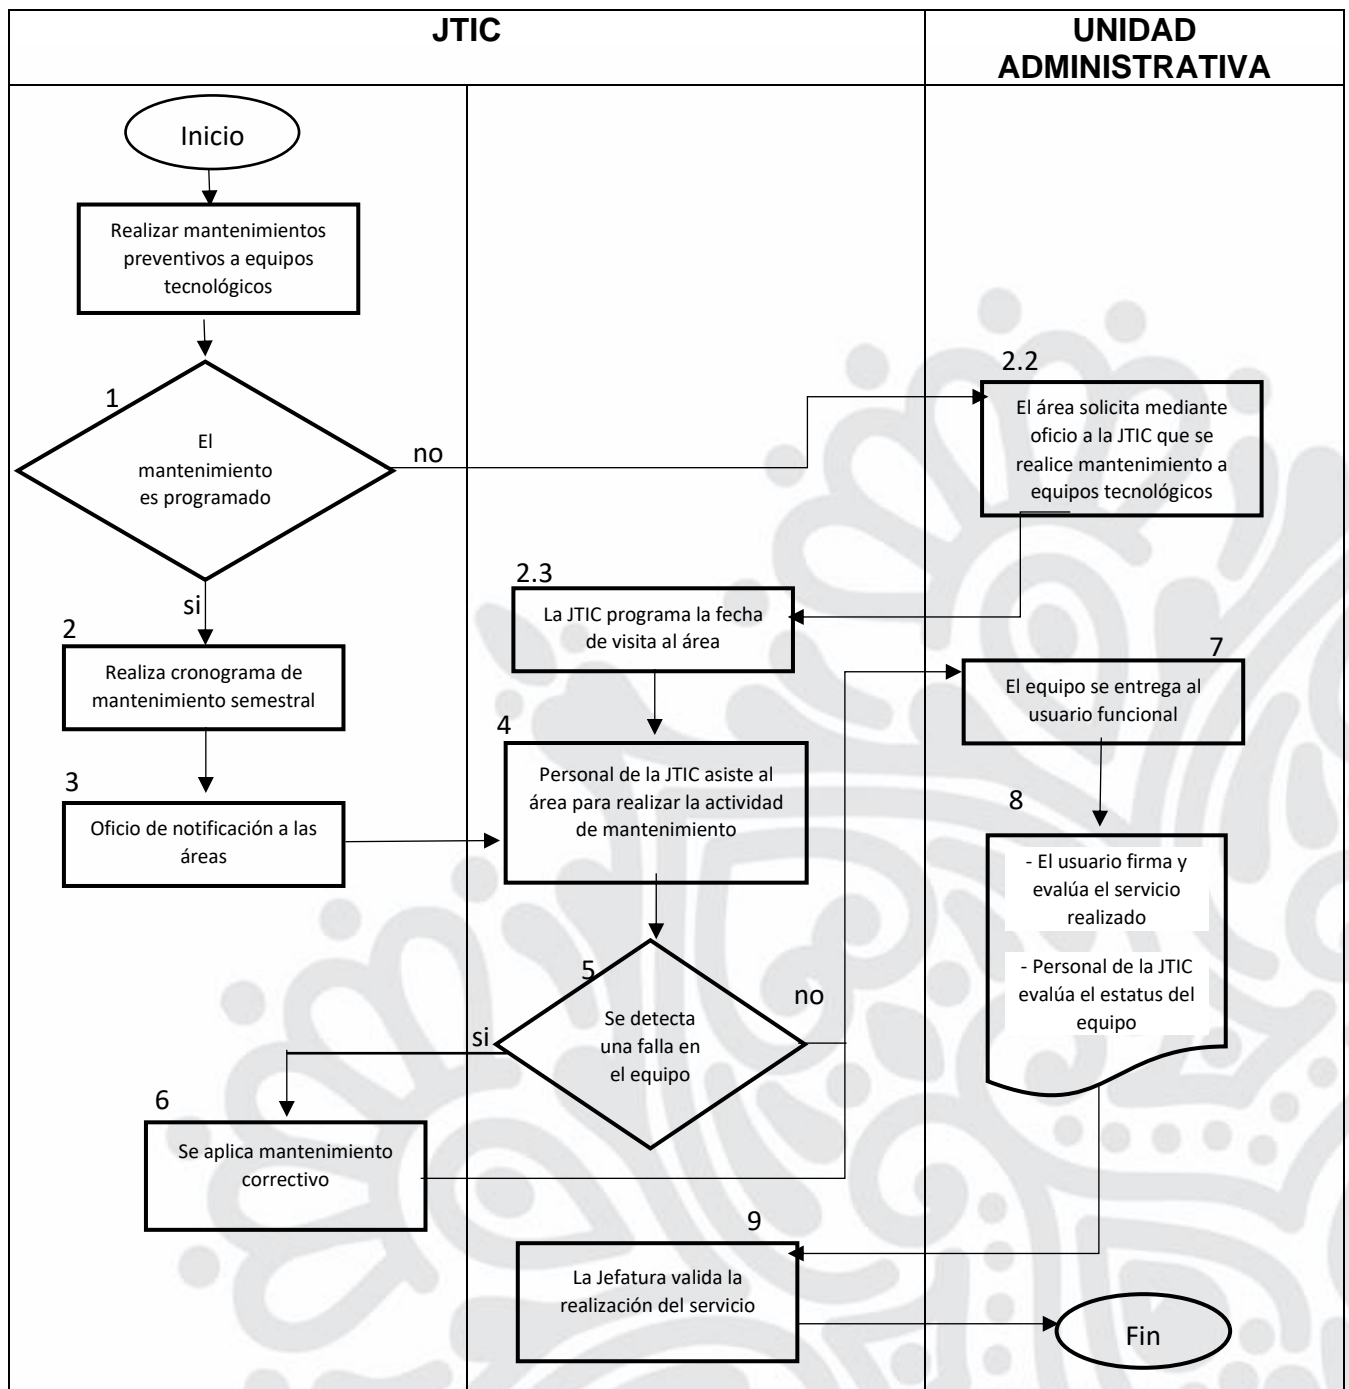 JTIC
UNIDAD
ADMINISTRATIVA
Inicio
Realizar mantenimientos
preventivos a equipos
tecnológicos
1
El
mantenimiento
es programado
no
si
2.2
El área solicita mediante
oficio a la JTIC que se
realice mantenimiento a
equipos tecnológicos
2.3
La JTIC programa la fecha
de visita al área
2
Realiza cronograma de
mantenimiento semestral
3
Oficio de notificación a las
áreas
4
Personal de la JTIC asiste al
área para realizar la actividad
de mantenimiento
5
Se detecta
una falla en
el equipo
si
no
6
Se aplica mantenimiento
correctivo
7
El equipo se entrega al
usuario funcional
8
- El usuario firma y
evalúa el servicio
realizado
- Personal de la JTIC
evalúa el estatus del
equipo
9
La Jefatura valida la
realización del servicio
Fin